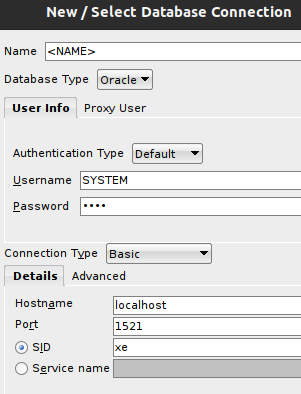 New / Select Database Connection
Name <NAME>
Database Type Oracle
User Info Proxy User
Authentication Type Default
Username SYSTEM
Password ••••
Connection Type Basic
Details Advanced
Hostname localhost
Port 1521
SID xe
Service name